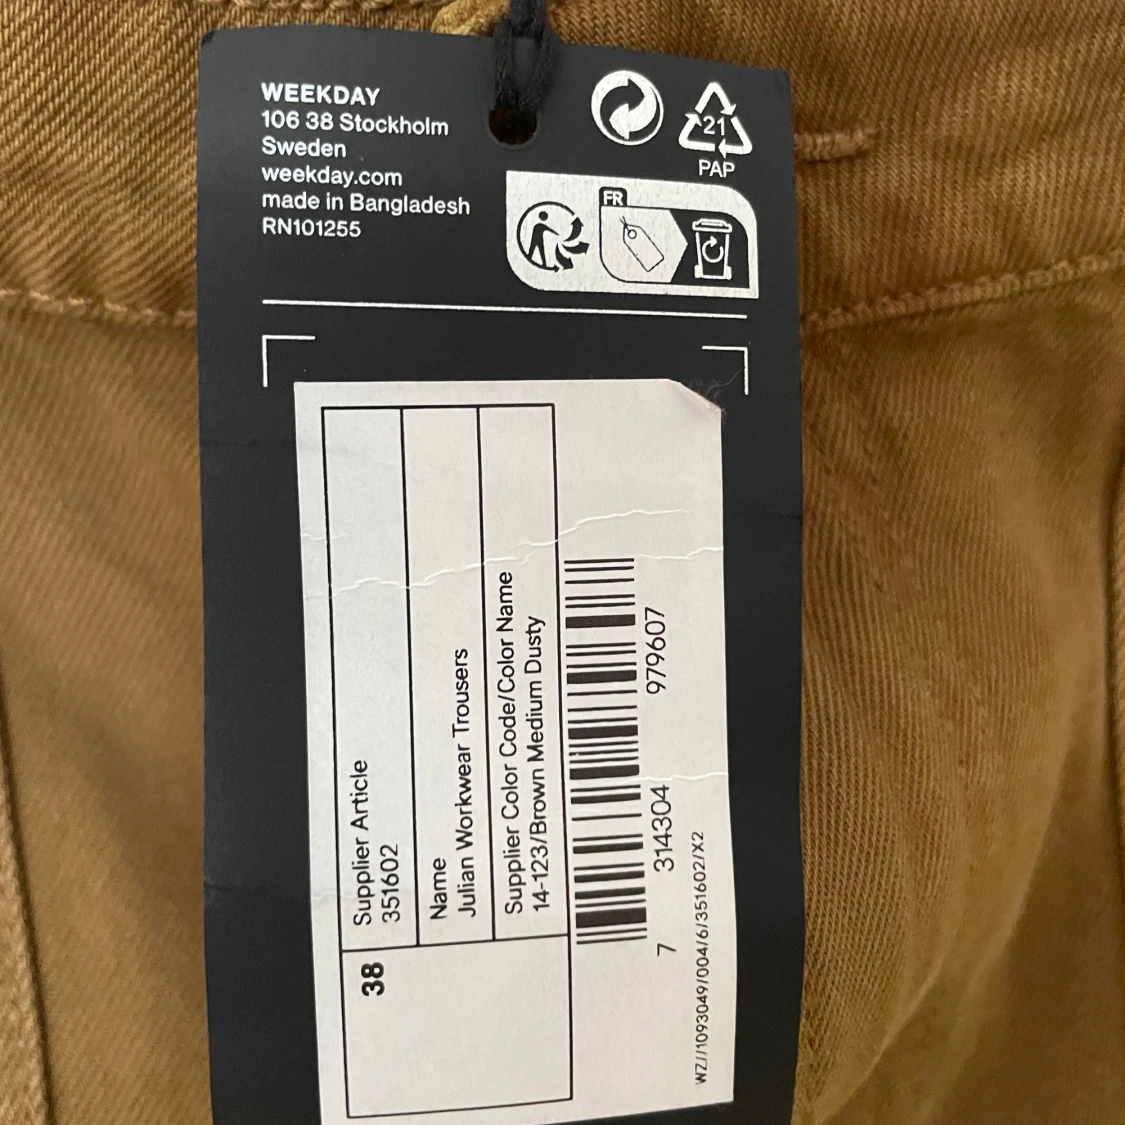 WEEKDAY
106 38 Stockholm
Sweden
weekday.com
made in Bangladesh
RN101255
21
PAP
FR
38
Supplier Article
351602
Name
Julian Workwear Trousers
Supplier Color Code/Color Name
14-123/Brown Medium Dusty
7 314304 979607
WZ//1093049/004/6/351602/X2